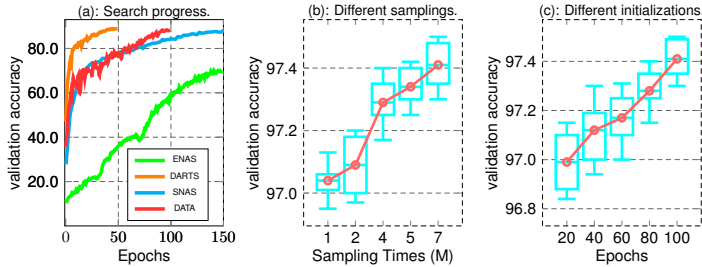 (a): Search progress.
validation accuracy
80.0
60.0
40.0
20.0
0
50
100
150
Epochs
ENAS
DARTS
SNAS
DATA
(b): Different samplings.
validation accuracy
97.4
97.2
97.0
1 2 4 5 7
Sampling Times (M)
(c): Different initializations.
validation accuracy
97.4
97.2
97.0
96.8
20 40 60 80 100
Epochs